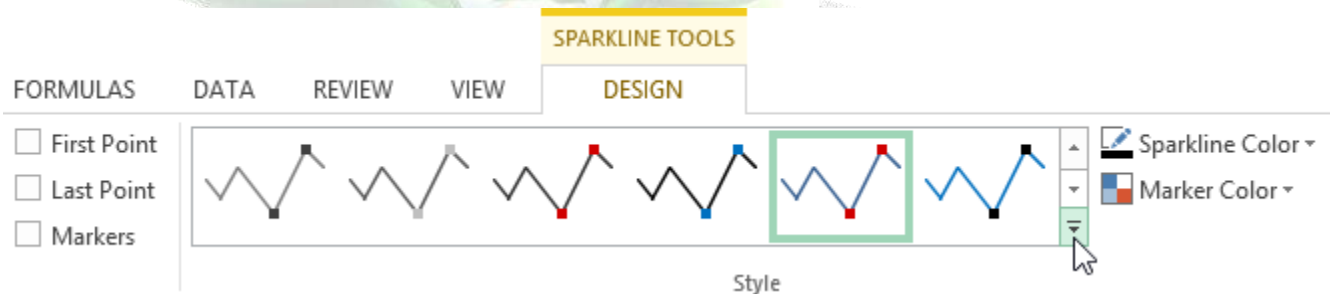 SPARKLINE TOOLS
FORMULAS DATA REVIEW VIEW DESIGN
First Point
Last Point
Markers
Sparkline Color
Marker Color
Style